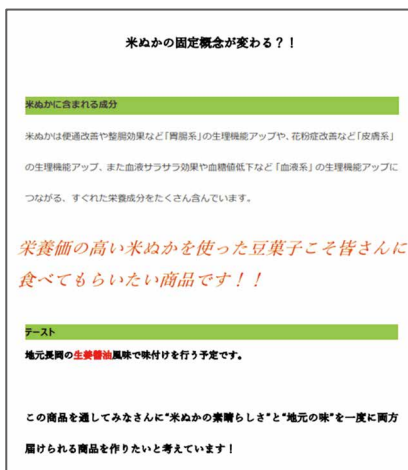 米ぬかの固定概念が変わる？！
米ぬかに含まれる成分
米ぬかは便通改善や整腸効果など「胃腸系」の生理機能アップや、花粉症改善など「皮膚系」
の生理機能アップ、また血液サラサラ効果や血糖値低下など「血液系」の生理機能アップに
つながる、すぐれた栄養成分をたくさん含んでいます。
栄養価の高い米ぬかを使った豆菓子こそ皆さんに
食べてもらいたい商品です！！
テースト
地元長岡の生姜醤油風味で味付けを行う予定です。
この商品を通してみなさんに“米ぬかの素晴らしさ”と“地元の味”を一度に両方
届けられる商品を作りたいと考えています！